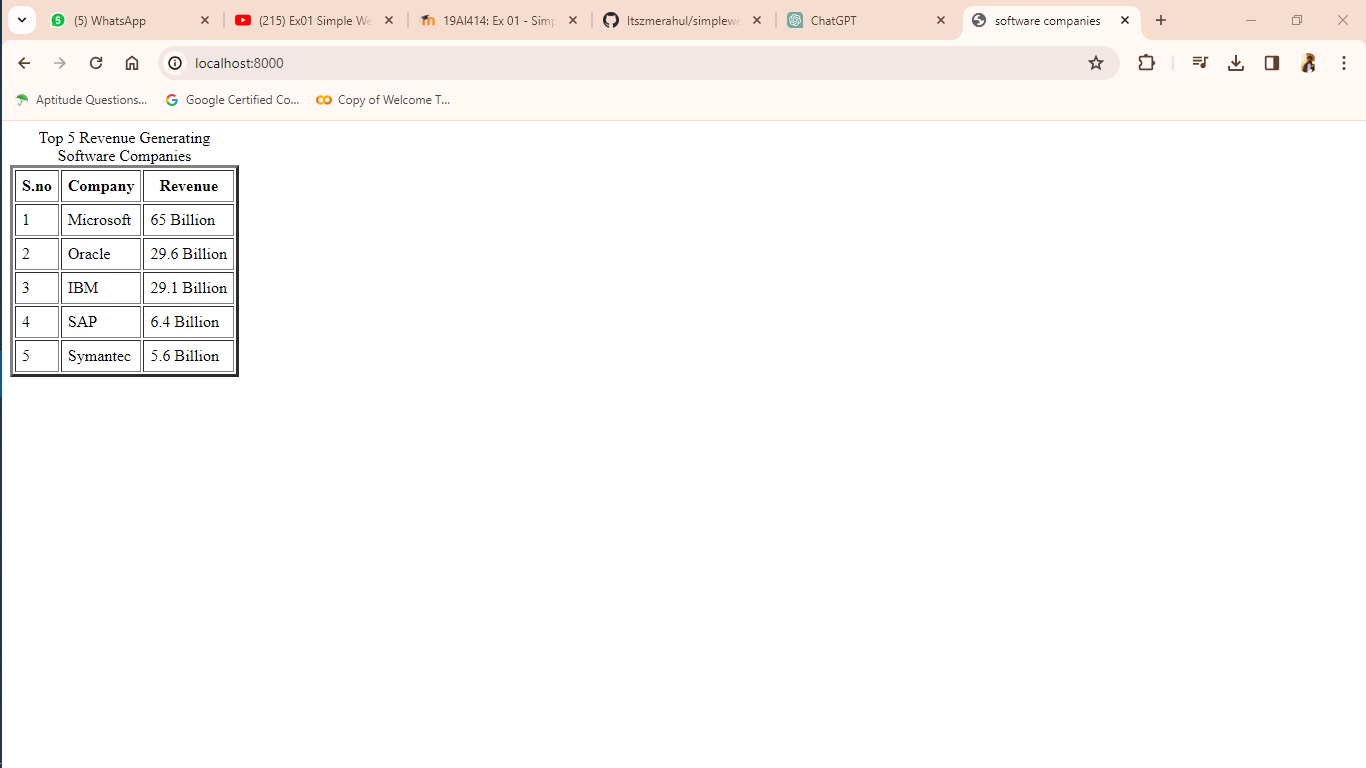 (5) WhatsApp
(215) Ex01 Simple We
19AI414: Ex 01 - Simp
Itszmerahul/simplewe
ChatGPT
software companies
localhost:8000
Aptitude Questions...
Google Certified Co...
Copy of Welcome T...
Top 5 Revenue Generating
Software Companies
S.no Company Revenue
1 Microsoft 65 Billion
2 Oracle 29.6 Billion
3 IBM 29.1 Billion
4 SAP 6.4 Billion
5 Symantec 5.6 Billion